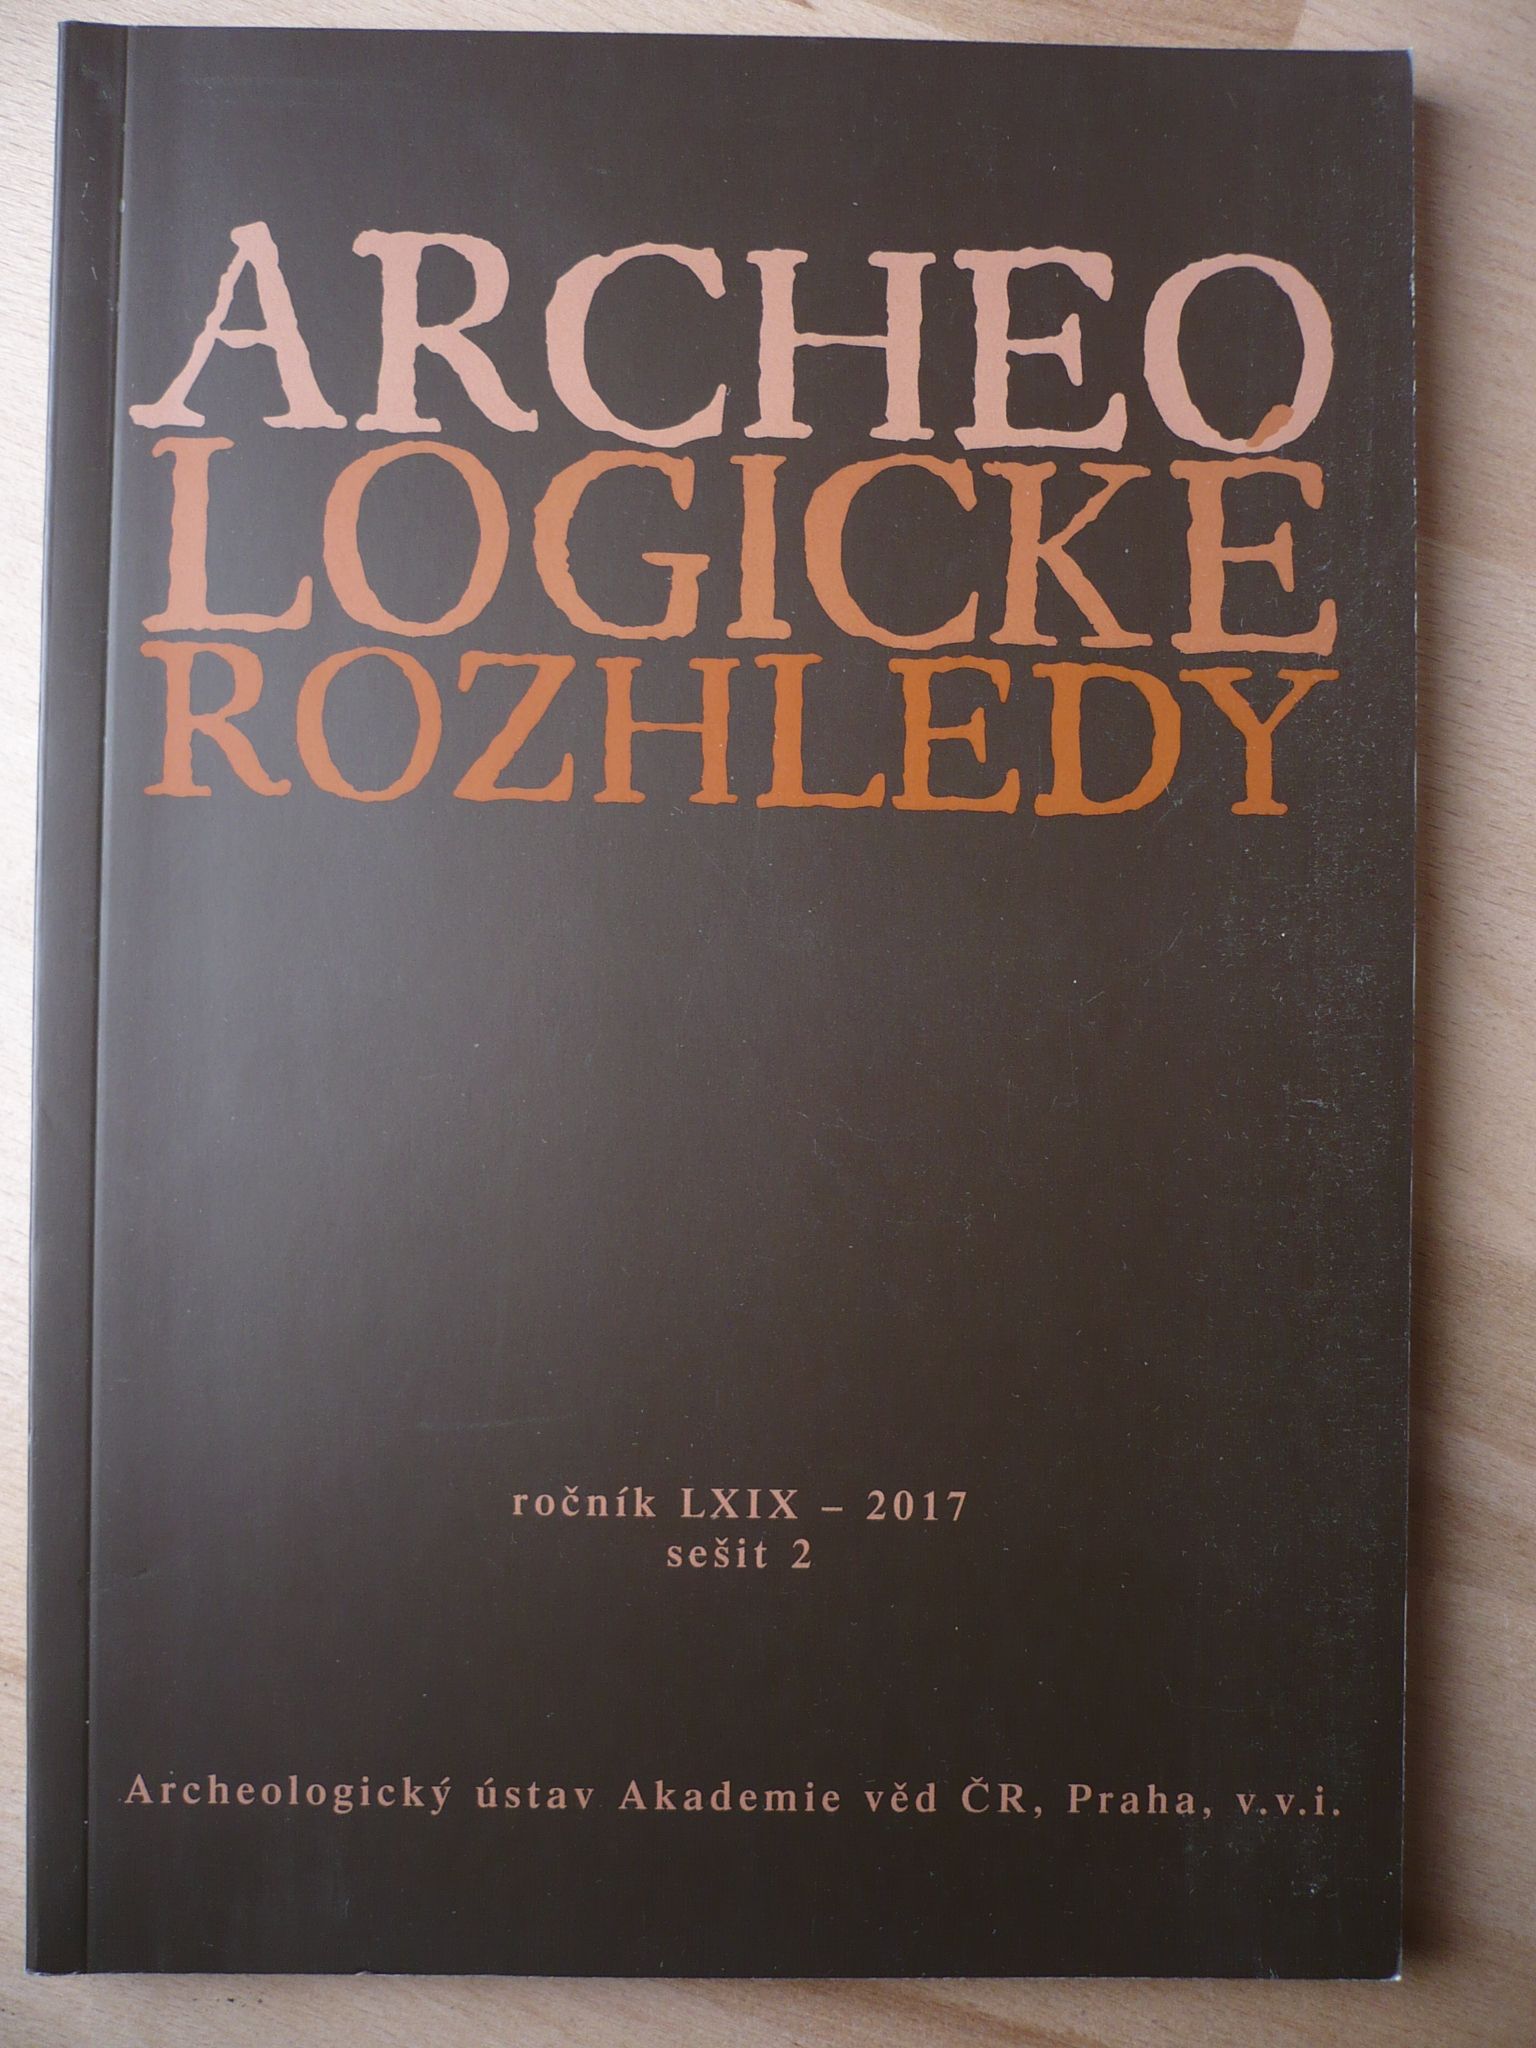 ARCHEO
LOGICKÉ
ROZHLEDY
ročník LXIX – 2017
sešit 2
Archeologický ústav Akademie věd ČR, Praha, v.v.i.